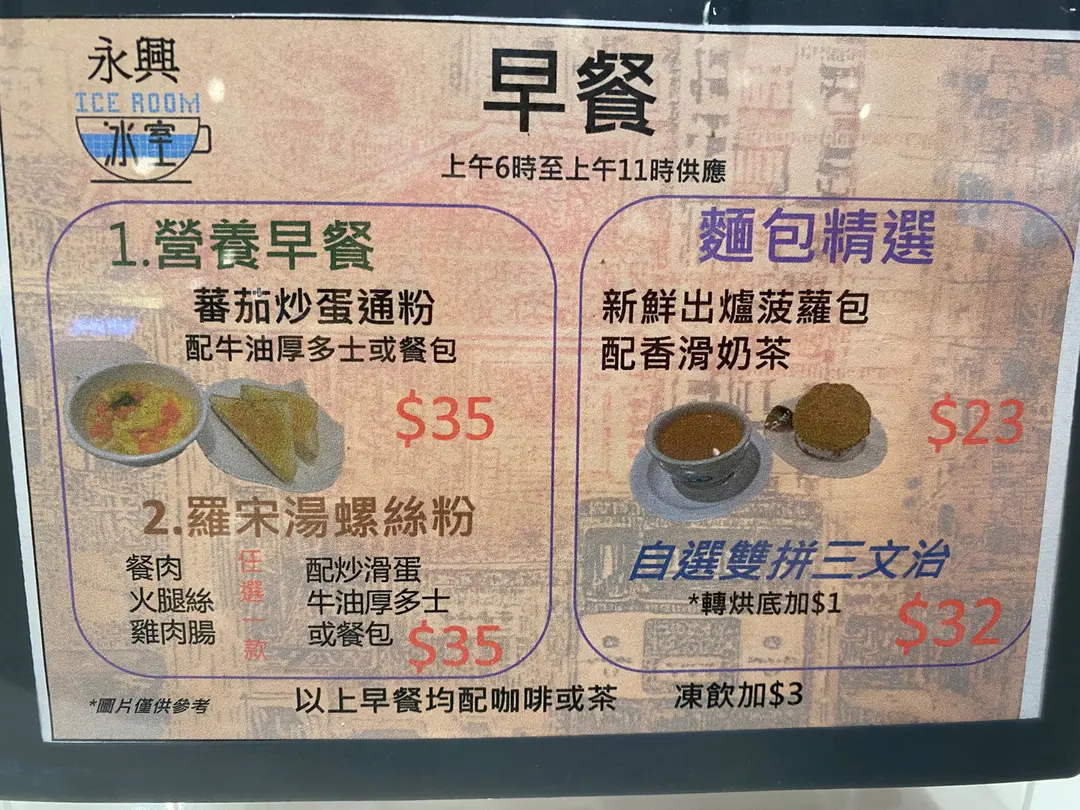 永興
ICE ROOM
冰室
早餐
上午6時至上午11時供應
1.營養早餐
蕃茄炒蛋通粉
配牛油厚多士或餐包
$35
2.羅宋湯螺絲粉
餐肉
火腿絲
雞肉腸
任選一款
配炒滑蛋
牛油厚多士
或餐包
$35
麵包精選
新鮮出爐菠蘿包
配香滑奶茶
$23
自選雙拼三文治
*轉烘底加$1
$32
*圖片僅供參考
以上早餐均配咖啡或茶
凍飲加$3